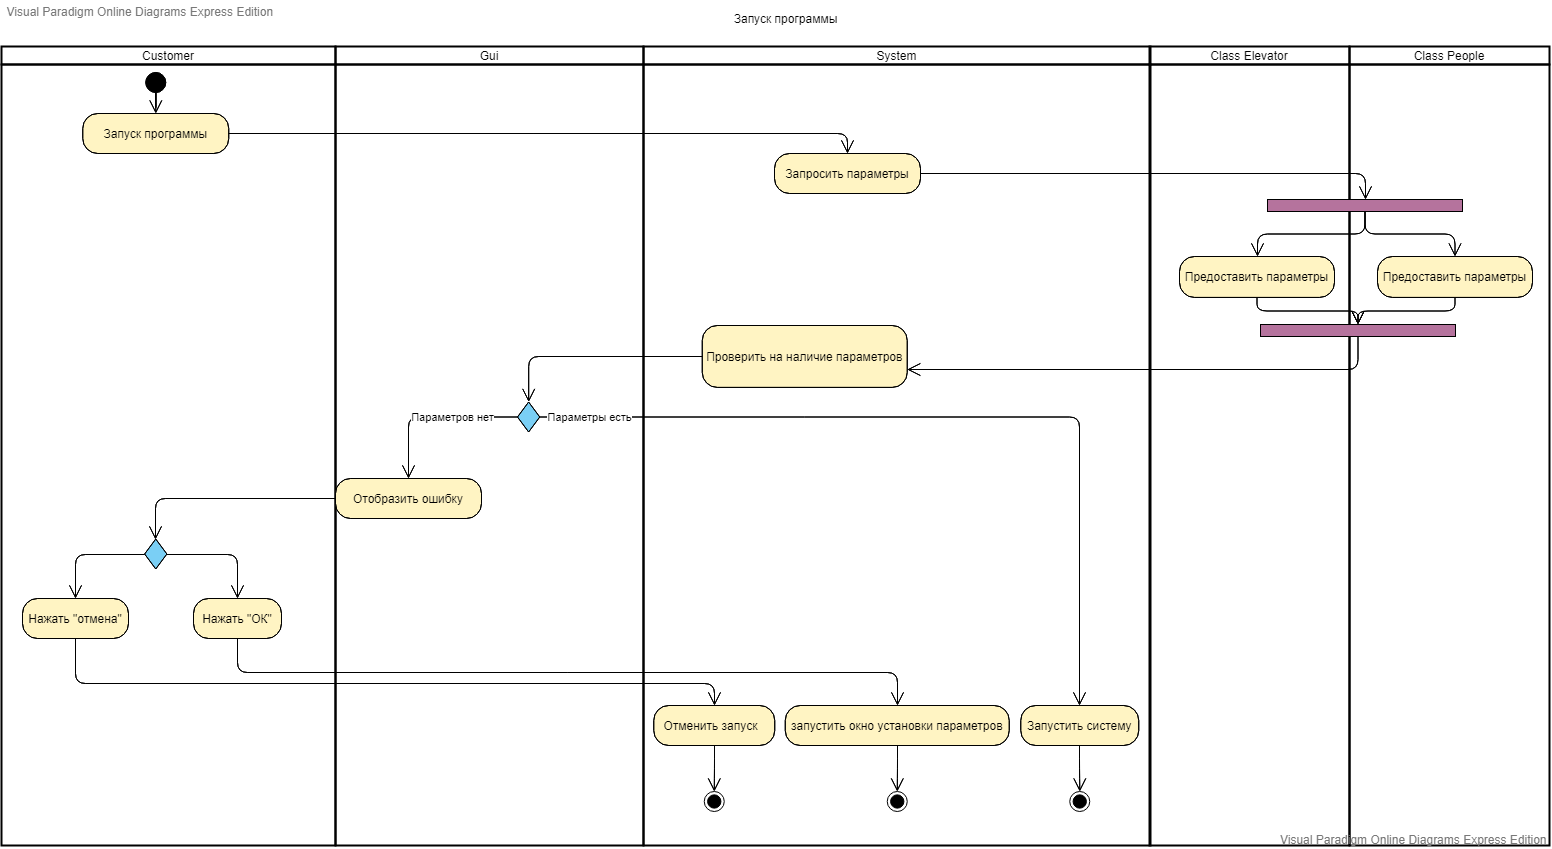 Visual Paradigm Online Diagrams Express Edition
Запуск программы
Customer
Gui
System
Class Elevator
Class People
Запуск программы
Запросить параметры
Предоставить параметры
Предоставить параметры
Проверить на наличие параметров
Параметров нет
Параметры есть
Отобразить ошибку
Нажать "отмена"
Нажать "ОК"
Отменить запуск
запустить окно установки параметров
Запустить систему
Visual Paradigm Online Diagrams Express Edition